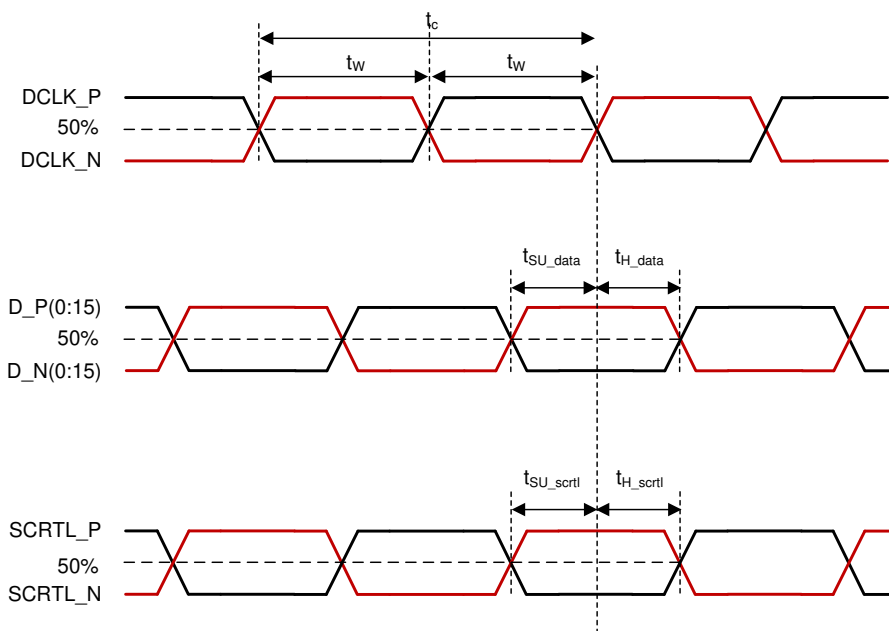 t_c
t_W t_W
DCLK_P
50%
DCLK_N
t_SU_data t_H_data
D_P(0:15)
50%
D_N(0:15)
t_SU_scrtl t_H_scrtl
SCRTL_P
50%
SCRTL_N